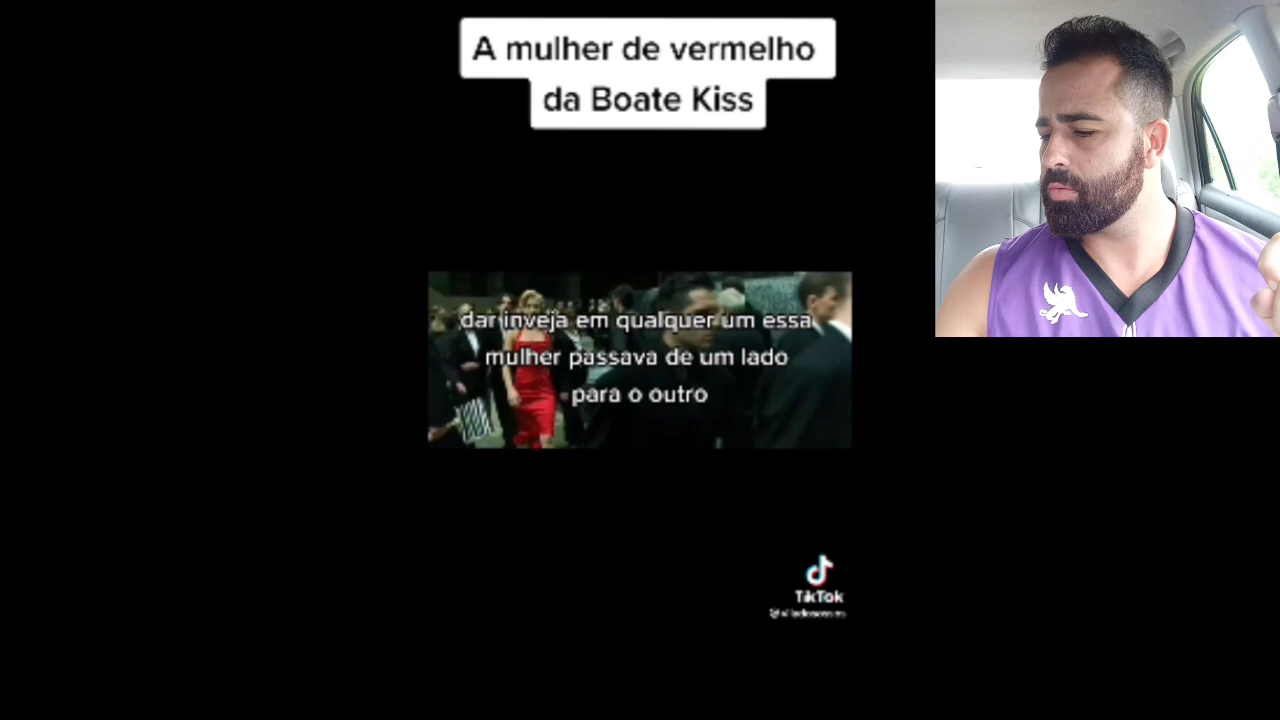 A mulher de vermelho
da Boate Kiss
dar inveja em qualquer um essa
mulher passava de um lado
para o outro
TikTok